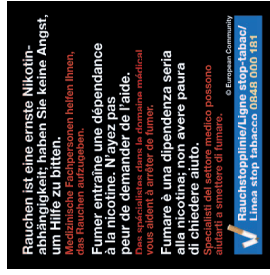 Rauchen ist eine ernste Nikotin-
abhängigkeit; haben Sie keine Angst,
um Hilfe zu bitten.
Medizinische Fachpersonen helfen Ihnen,
das Rauchen aufzugeben.
Fumer entraîne une dépendance
à la nicotine. N'ayez pas
peur de demander de l'aide.
Des spécialistes dans le domaine médical
vous aident à arrêter de fumer.
Fumare è una dipendenza seria
alla nicotina; non avere paura
di chiedere aiuto.
Specialisti del settore medico possono
aiutarti a smettere di fumare.
© European Community
Rauchstopplinie/Ligne stop-tabac/
Linea stop tabacco 0848 000 181